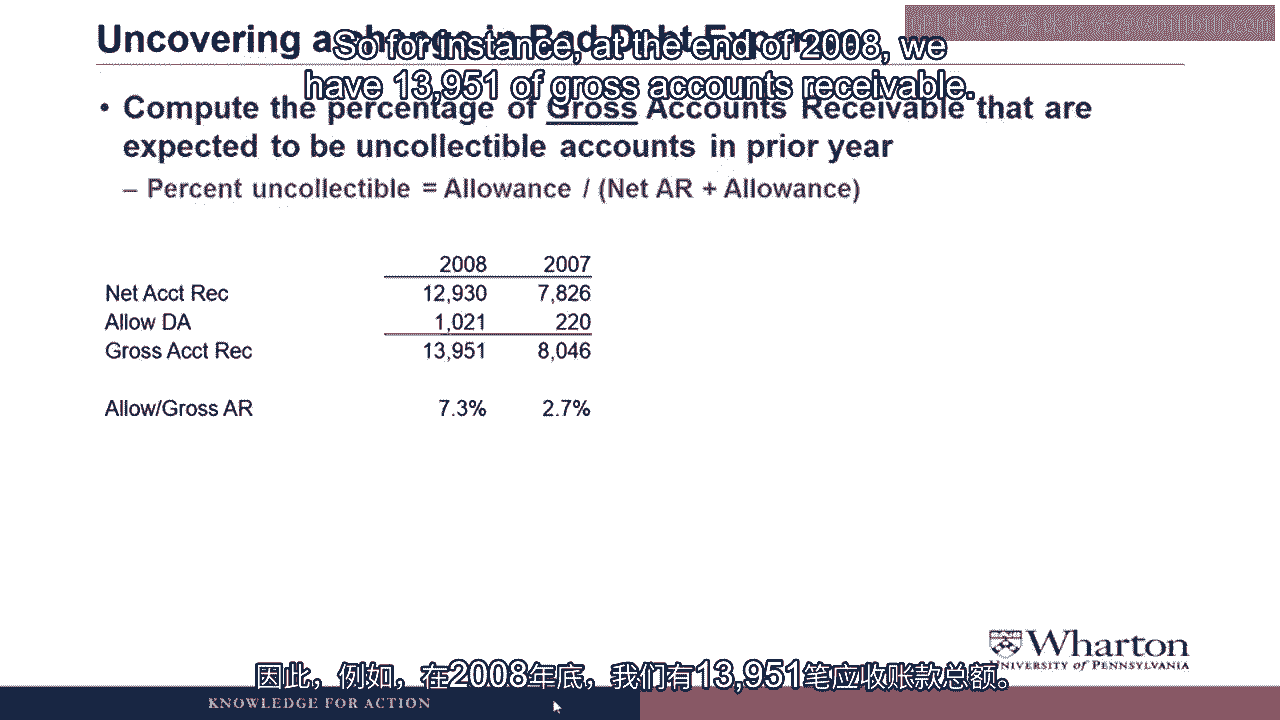 So for instance, at the end of 2008, we
have 13,951 of gross accounts receivable.
Uncovering a change in Bad Debt Expense
• Compute the percentage of Gross Accounts Receivable that are
expected to be uncollectible accounts in prior year
– Percent uncollectible = Allowance / (Net AR + Allowance)
2008 2007
Net Acct Rec 12,930 7,826
Allow DA 1,021 220
Gross Acct Rec 13,951 8,046
Allow/Gross AR 7.3% 2.7%
Wharton
UNIVERSITY of PENNSYLVANIA
因此，例如，在2008年底，我们有13,951笔应收账款总额。
KNOWLEDGE FOR ACTION